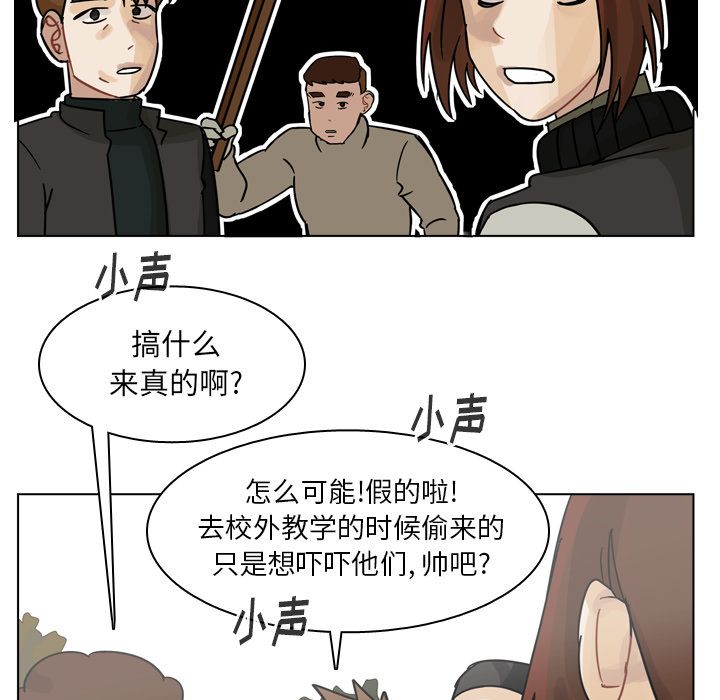 小声
搞什么
来真的啊?
小声
怎么可能!假的啦!
去校外教学的时候偷来的
只是想吓吓他们, 帅吧?
小声